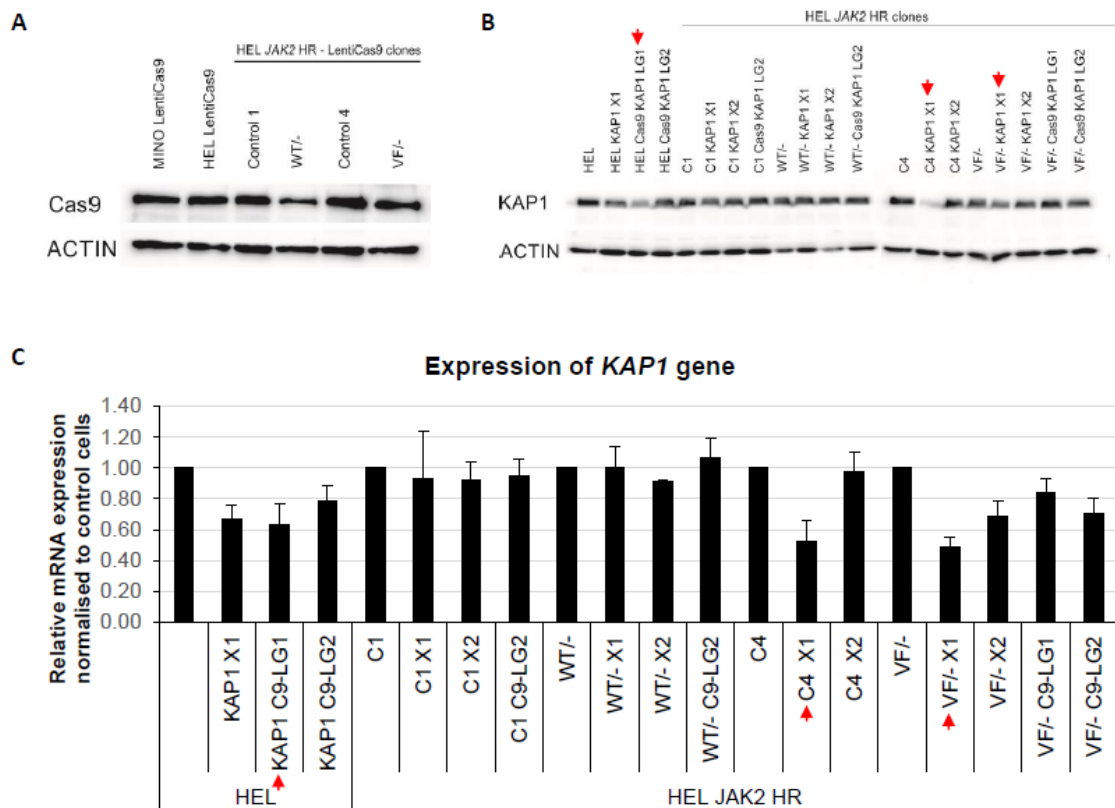 A
HEL JAK2 HR - LentiCas9 clones
MINO LentiCas9
HEL LentiCas9
Control 1
WT/-
Control 4
VF/-
Cas9
ACTIN
B
HEL JAK2 HR clones
HEL
HEL KAP1 X1
HEL Cas9 KAP1 LG1
HEL Cas9 KAP1 LG2
C1
C1 KAP1 X1
C1 KAP1 X2
C1 Cas9 KAP1 LG2
WT/-
WT/- KAP1 X1
WT/- KAP1 X2
WT/- Cas9 KAP1 LG2
C4
C4 KAP1 X1
C4 KAP1 X2
VF/-
VF/- KAP1 X1
VF/- KAP1 X2
VF/- Cas9 KAP1 LG1
VF/- Cas9 KAP1 LG2
KAP1
ACTIN
C
Expression of KAP1 gene
Relative mRNA expression
normalised to control cells
1.40
1.20
1.00
0.80
0.60
0.40
0.20
0.00
KAP1 X1
KAP1 C9-LG1
KAP1 C9-LG2
C1
C1 X1
C1 X2
C1 C9-LG2
WT/-
WT/- X1
WT/- X2
WT/- C9-LG2
C4
C4 X1
C4 X2
VF/-
VF/- X1
VF/- X2
VF/- C9-LG1
VF/- C9-LG2
HEL
HEL JAK2 HR